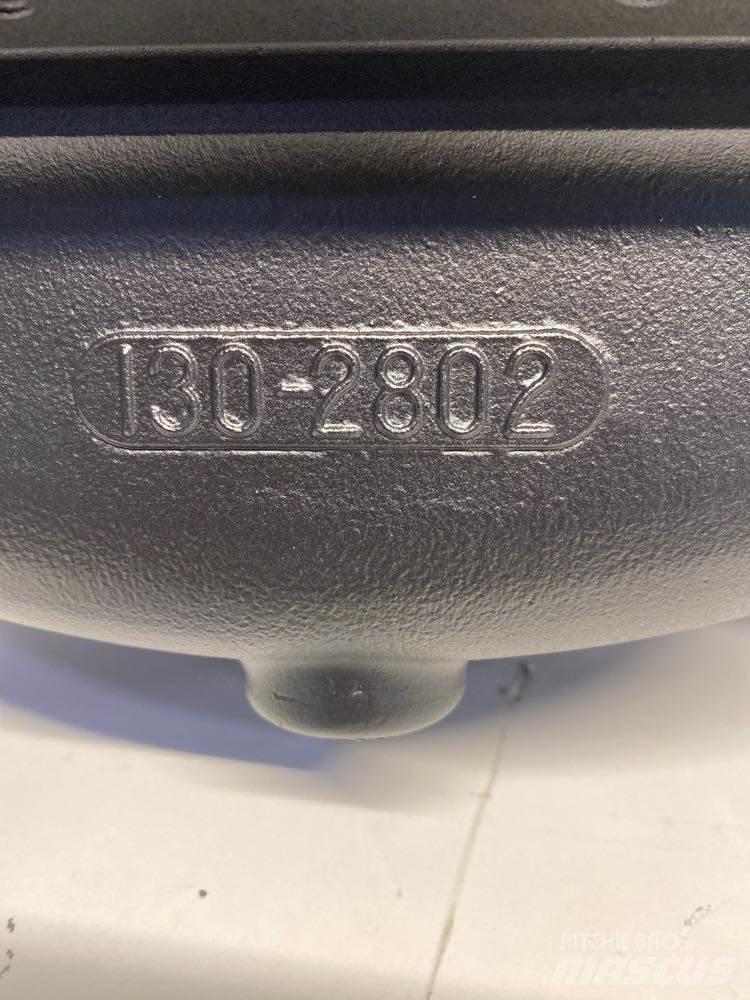 130-2802
RITCHIE BROS.
MASCUS